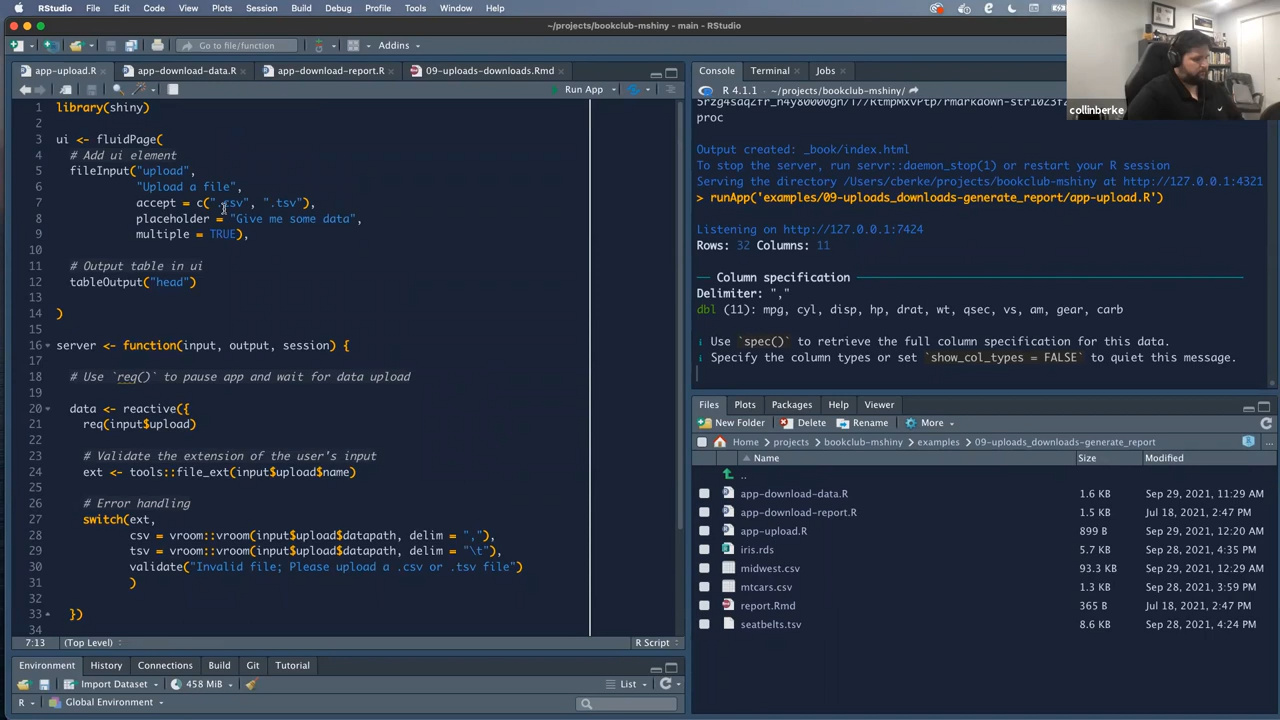 RStudio File Edit Code View Plots Session Build Debug Profile Tools Window Help
~/projects/bookclub-mshiny - main - RStudio
Go to file/function Addins
app-upload.R app-download-data.R app-download-report.R 09-uploads-downloads.Rmd
Run App
1 library(shiny)
2
3 ui <- fluidPage(
4 # Add ui element
5 fileInput("upload",
6 "Upload a file",
7 accept = c(".csv", ".tsv"),
8 placeholder = "Give me some data",
9 multiple = TRUE),
10
11 # Output table in ui
12 tableOutput("head")
13
14 )
15
16 server <- function(input, output, session) {
17
18 # Use `req()` to pause app and wait for data upload
19
20 data <- reactive({
21 req(input$upload)
22
23 # Validate the extension of the user's input
24 ext <- tools::file_ext(input$upload$name)
25
26 # Error handling
27 switch(ext,
28 csv = vroom::vroom(input$upload$datapath, delim = ","),
29 tsv = vroom::vroom(input$upload$datapath, delim = "\t"),
30 validate("Invalid file; Please upload a .csv or .tsv file")
31 )
32
33 })
34
7:13 (Top Level) R Script
Environment History Connections Build Git Tutorial
Import Dataset 458 MiB List
R Global Environment
Console Terminal Jobs
R 4.1.1 · ~/projects/bookclub-mshiny/
proc
Output created: _book/index.html
To stop the server, run servr::daemon_stop(1) or restart your R session
Serving the directory /Users/cberke/projects/bookclub-mshiny at http://127.0.0.1:4321
> runApp('examples/09-uploads_downloads-generate_report/app-upload.R')
Listening on http://127.0.0.1:7424
Rows: 32 Columns: 11
Column specification
Delimiter: ","
dbl (11): mpg, cyl, disp, hp, drat, wt, qsec, vs, am, gear, carb
i Use `spec()` to retrieve the full column specification for this data.
i Specify the column types or set `show_col_types = FALSE` to quiet this message.
collinberke
Files Plots Packages Help Viewer
New Folder Delete Rename More
Home projects bookclub-mshiny examples 09-uploads_downloads-generate_report
Name Size Modified
..
app-download-data.R 1.6 KB Sep 29, 2021, 11:29 AM
app-download-report.R 1.5 KB Jul 18, 2021, 2:47 PM
app-upload.R 899 B Sep 29, 2021, 12:20 AM
iris.rds 5.7 KB Sep 28, 2021, 4:35 PM
midwest.csv 93.3 KB Sep 29, 2021, 12:29 AM
mtcars.csv 1.3 KB Sep 28, 2021, 3:59 PM
report.Rmd 365 B Jul 18, 2021, 2:47 PM
seatbelts.tsv 8.6 KB Sep 28, 2021, 4:24 PM